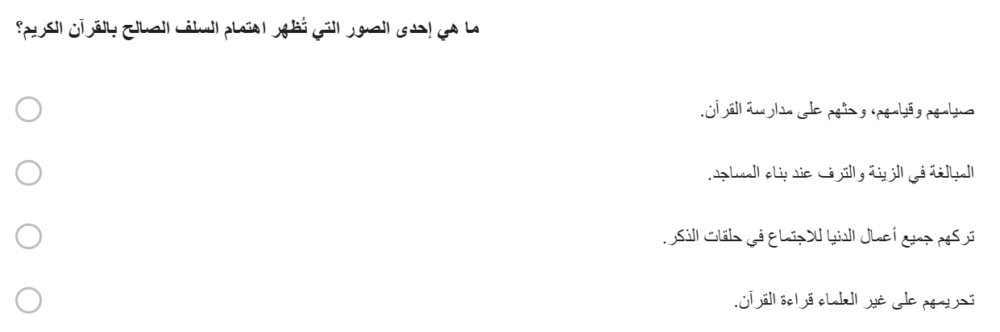 ما هي إحدى الصور التي تُظهر اهتمام السلف الصالح بالقرآن الكريم؟
صيامهم وقيامهم، وحثهم على مدارسة القرآن.
المبالغة في الزينة والترف عند بناء المساجد.
تركهم جميع أعمال الدنيا للاجتماع في حلقات الذكر.
تحريمهم على غير العلماء قراءة القرآن.